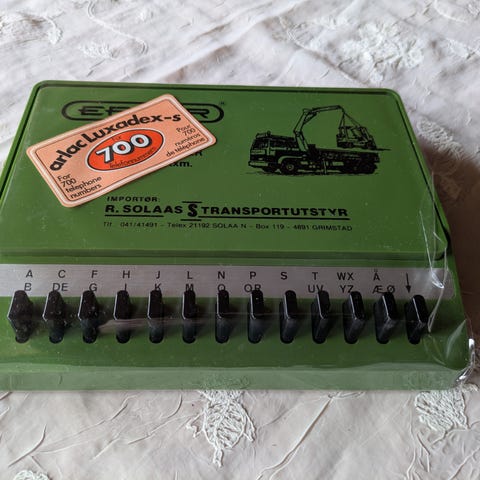 arlac Luxadex-s
700
For
700
telephone
numbers
Pour
700
numéros
de téléphone
xm.
IMPORTØR:
R. SOLAAS TRANSPORTUTSTYR
Tlf. 041/41491 - Telex 21192 SOLAA N - Box 119 - 4891 GRIMSTAD
A C F H J L N P S T WX Å
B DE G I K M O QR UV YZ ÆØ